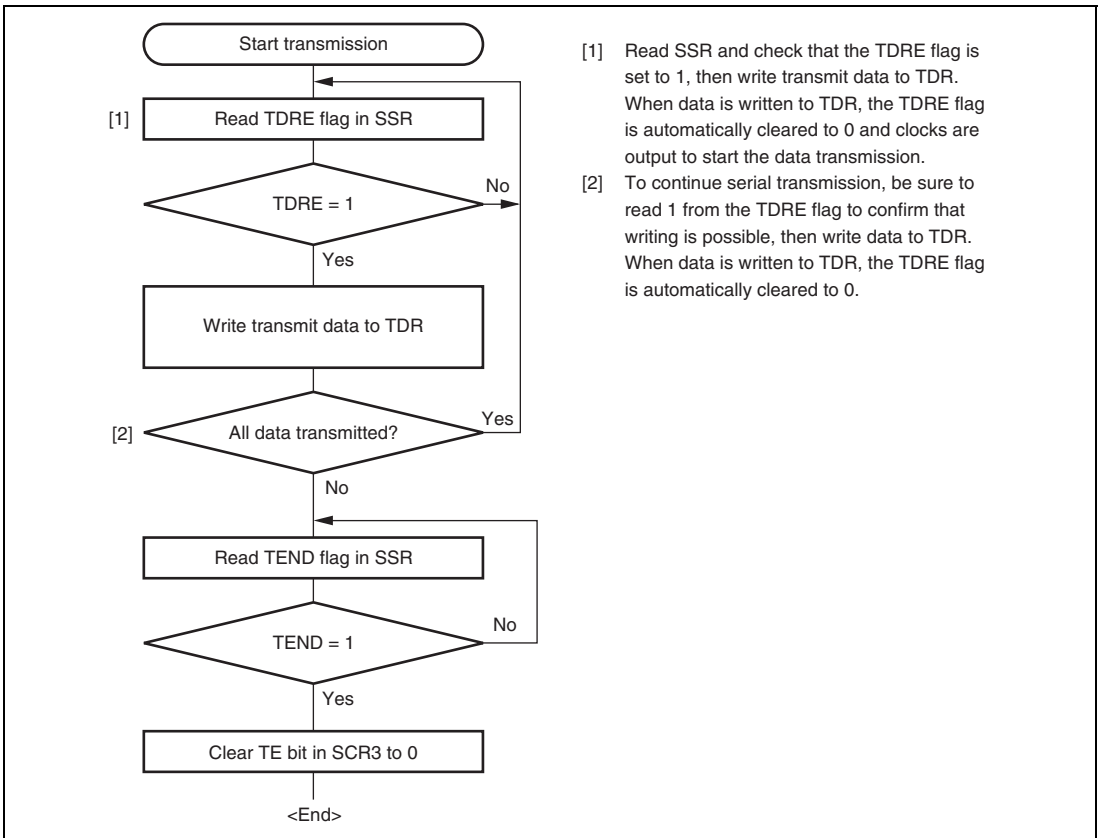 Start transmission
[1]
Read TDRE flag in SSR
TDRE = 1
No
Yes
Write transmit data to TDR
[2]
All data transmitted?
Yes
No
Read TEND flag in SSR
TEND = 1
No
Yes
Clear TE bit in SCR3 to 0
<End>
[1] Read SSR and check that the TDRE flag is
set to 1, then write transmit data to TDR.
When data is written to TDR, the TDRE flag
is automatically cleared to 0 and clocks are
output to start the data transmission.
[2] To continue serial transmission, be sure to
read 1 from the TDRE flag to confirm that
writing is possible, then write data to TDR.
When data is written to TDR, the TDRE flag
is automatically cleared to 0.